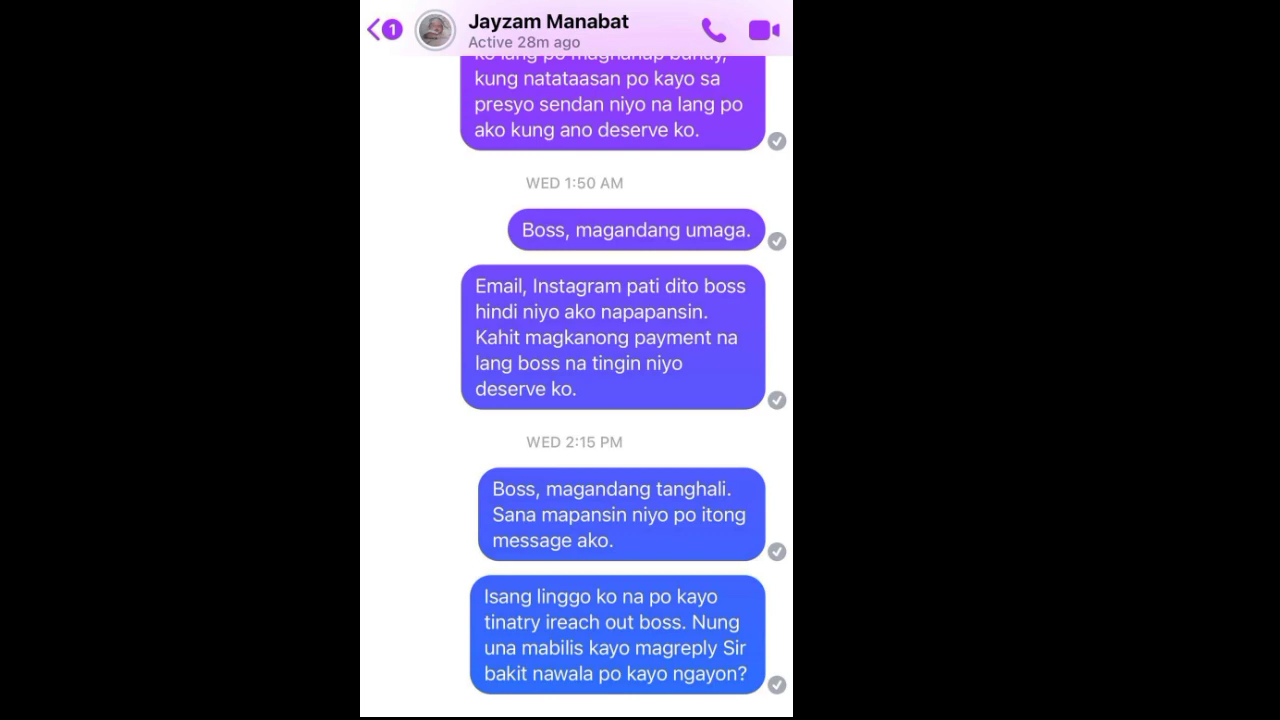 1
Jayzam Manabat
Active 28m ago
ko lang po maghanap buhay,
kung natataasan po kayo sa
presyo sendan niyo na lang po
ako kung ano deserve ko.
WED 1:50 AM
Boss, magandang umaga.
Email, Instagram pati dito boss
hindi niyo ako napapansin.
Kahit magkanong payment na
lang boss na tingin niyo
deserve ko.
WED 2:15 PM
Boss, magandang tanghali.
Sana mapansin niyo po itong
message ako.
Isang linggo ko na po kayo
tinatry ireach out boss. Nung
una mabilis kayo magreply Sir
bakit nawala po kayo ngayon?